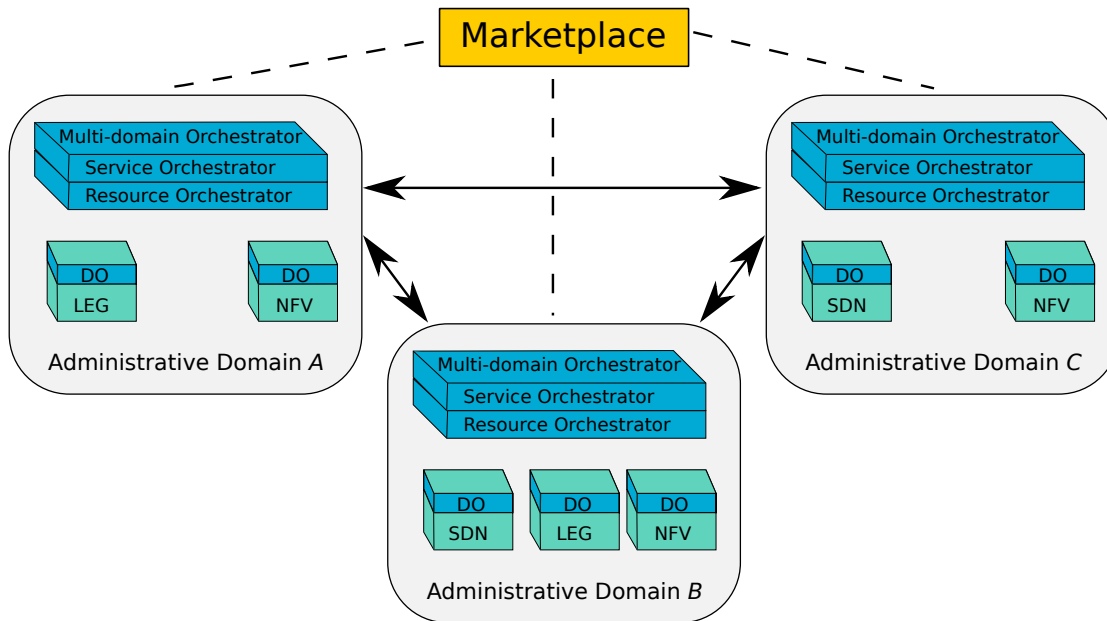 Marketplace
Multi-domain Orchestrator
Service Orchestrator
Resource Orchestrator
DO
LEG
DO
NFV
Administrative Domain A
Multi-domain Orchestrator
Service Orchestrator
Resource Orchestrator
DO
SDN
DO
NFV
Administrative Domain C
Multi-domain Orchestrator
Service Orchestrator
Resource Orchestrator
DO
SDN
DO
LEG
DO
NFV
Administrative Domain B